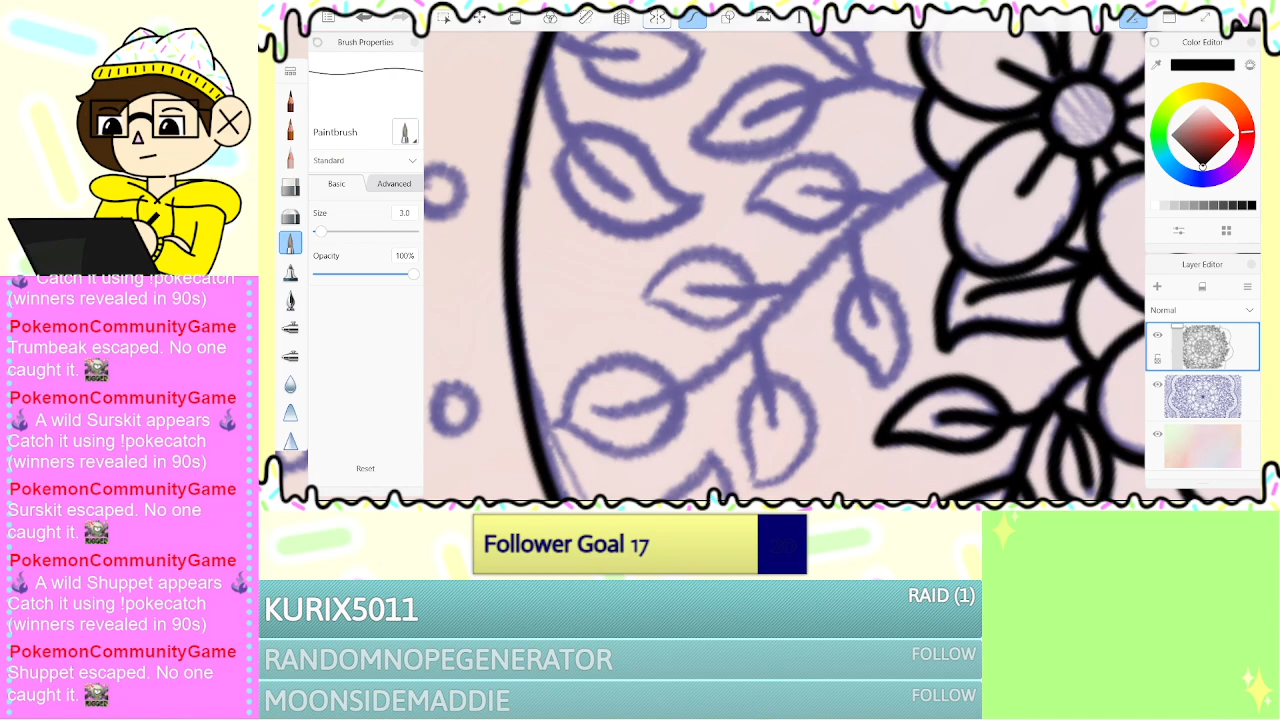 Brush Properties
Paintbrush
Standard
Basic
Advanced
Size
3.0
Opacity
100%
Reset
Color Editor
Layer Editor
Normal
Catch it using !pokecatch
(winners revealed in 90s)
PokemonCommunityGame
Trumbeak escaped. No one
caught it.
PokemonCommunityGame
A wild Surskit appears
Catch it using !pokecatch
(winners revealed in 90s)
PokemonCommunityGame
Surskit escaped. No one
caught it.
PokemonCommunityGame
A wild Shuppet appears
Catch it using !pokecatch
(winners revealed in 90s)
PokemonCommunityGame
Shuppet escaped. No one
caught it.
Follower Goal 17
KURIX5011
RAID (1)
RANDOMNOPEGENERATOR
FOLLOW
MOONSIDEMADDIE
FOLLOW